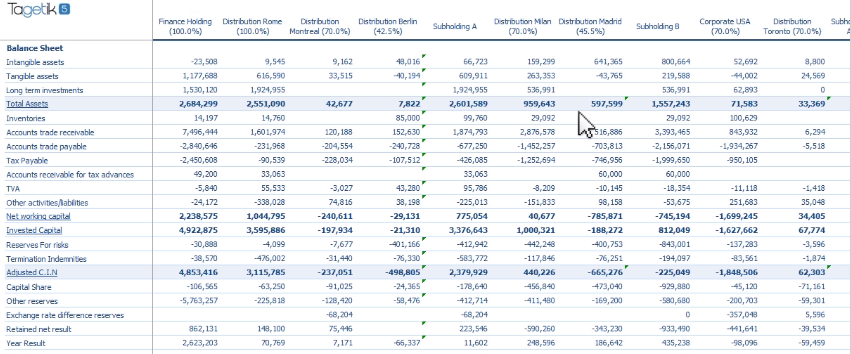 Tagetik 5
Finance Holding (100.0%) Distribution Rome (100.0%) Distribution Montreal (70.0%) Distribution Berlin (42.5%) Subholding A Distribution Milan (70.0%) Distribution Madrid (45.5%) Subholding B Corporate USA (70.0%) Distribution Toronto (70.0%)
Balance Sheet
Intangible assets -23,508 9,545 9,162 48,016 66,723 159,299 641,365 800,664 52,692 8,800
Tangible assets 1,177,688 616,590 33,515 -40,194 609,911 263,353 -43,765 219,588 -44,002 24,569
Long term investments 1,530,120 1,924,955 1,924,955 536,991 536,991 62,893 0
Total Assets 2,684,299 2,551,090 42,677 7,822 2,601,589 959,643 597,599 1,557,243 71,583 33,369
Inventories 14,197 14,760 85,000 99,760 29,092 29,092 100,629
Accounts trade receivable 7,496,444 1,601,974 120,188 152,630 1,874,793 2,876,578 516,886 3,393,465 843,932 6,294
Accounts trade payable -2,840,646 -231,968 -204,554 -240,728 -677,250 -1,452,257 -703,813 -2,156,071 -1,934,267 -5,518
Tax Payable -2,450,608 -90,539 -228,034 -107,512 -426,085 -1,252,694 -746,956 -1,999,650 -950,105
Accounts receivable for tax advances 49,200 33,063 33,063 60,000 60,000
TVA -5,840 55,533 -3,027 43,280 95,786 -8,209 -10,145 -18,354 -11,118 -1,418
Other activities/liabilities -24,172 -338,028 74,816 38,198 -225,013 -151,833 98,158 -53,675 251,683 35,048
Net working capital 2,238,575 1,044,795 -240,611 -29,131 775,054 40,677 -785,871 -745,194 -1,699,245 34,405
Invested Capital 4,922,875 3,595,886 -197,934 -21,310 3,376,643 1,000,321 -188,272 812,049 -1,627,662 67,774
Reserves For risks -30,888 -4,099 -7,677 -401,166 -412,942 -442,248 -400,753 -843,001 -137,283 -3,596
Termination Indemnities -38,570 -476,002 -31,440 -76,330 -583,772 -117,846 -76,251 -194,097 -83,561 -1,874
Adjusted C.I.N 4,853,416 3,115,785 -237,051 -498,805 2,379,929 440,226 -665,276 -225,049 -1,848,506 62,303
Capital Share -106,565 -63,250 -91,025 -24,365 -178,640 -456,840 -473,040 -929,880 -45,120 -71,161
Other reserves -5,763,257 -225,818 -128,420 -58,476 -412,714 -411,480 -169,200 -580,680 -200,703 -59,301
Exchange rate difference reserves -68,204 -68,204 0 -357,048 5,596
Retained net result 862,131 148,100 75,446 223,546 -590,260 -343,230 -933,490 -441,641 -39,534
Year Result 2,623,203 70,769 7,171 -66,337 11,602 248,596 186,642 435,238 -98,096 -59,459